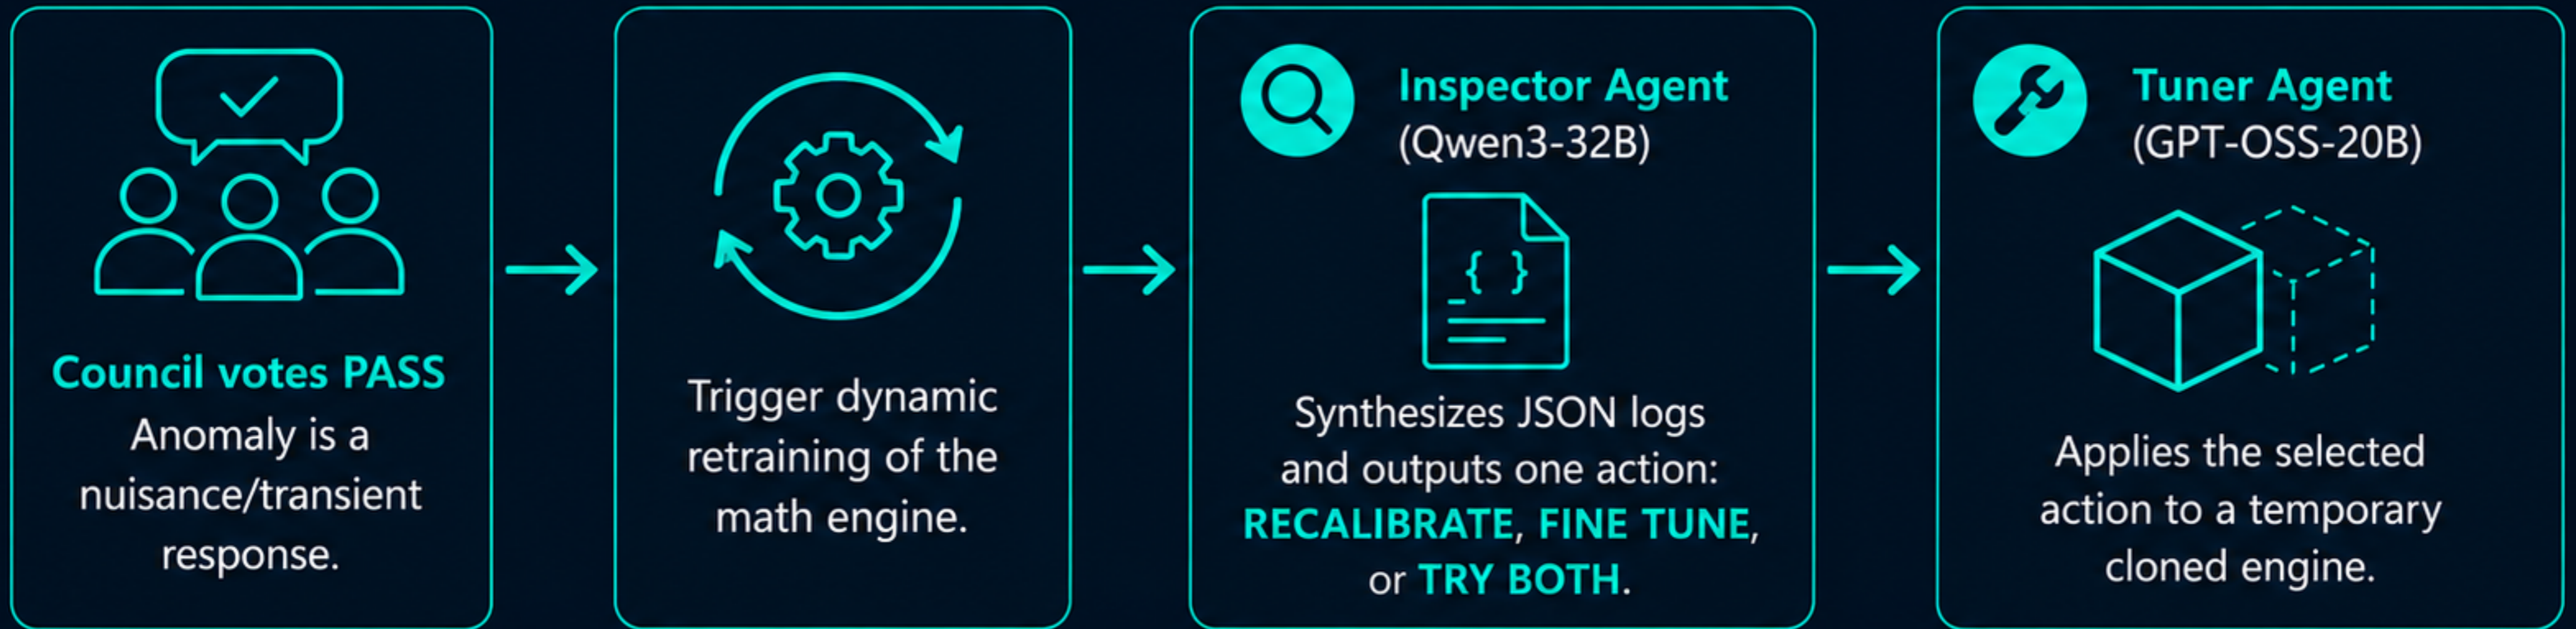 Council votes PASS
Anomaly is a
nuisance/transient
response.
Trigger dynamic
retraining of the
math engine.
Inspector Agent
(Qwen3-32B)
{ }
Synthesizes JSON logs
and outputs one action:
RECALIBRATE, FINE TUNE,
or TRY BOTH.
Tuner Agent
(GPT-OSS-20B)
Applies the selected
action to a temporary
cloned engine.